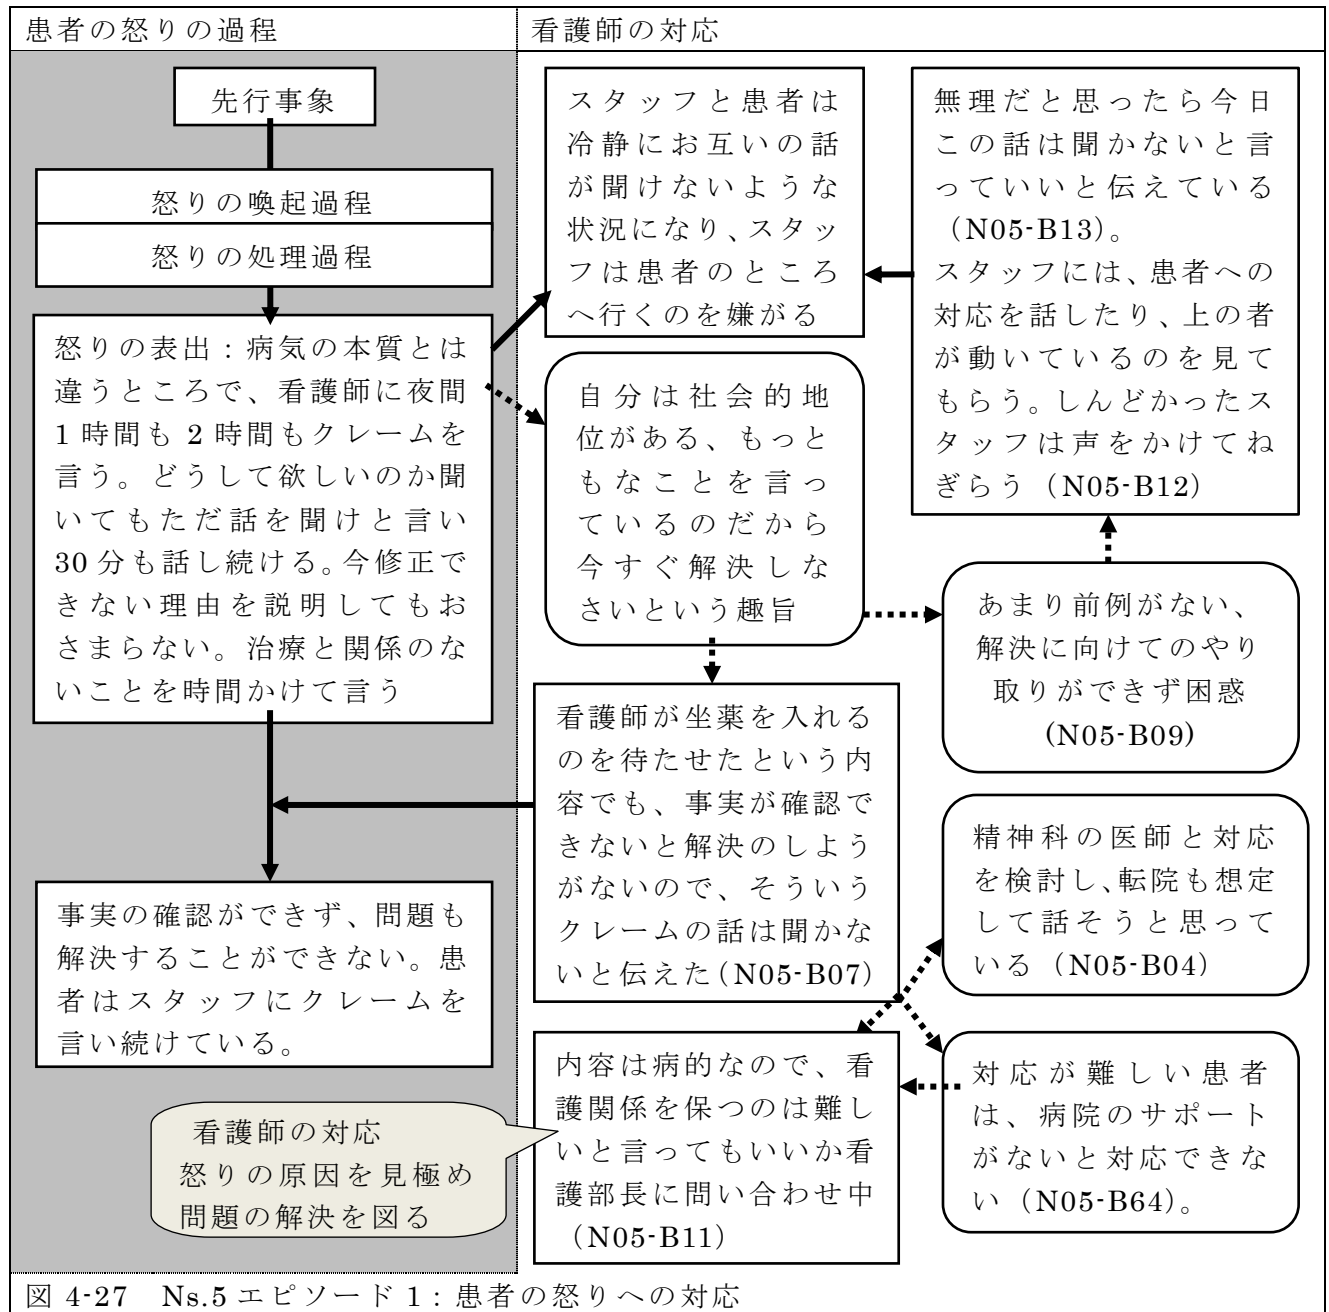 患者の怒りの過程
看護師の対応
先行事象
怒りの喚起過程
怒りの処理過程
怒りの表出：病気の本質とは
違うところで、看護師に夜間
1 時間も 2 時間もクレームを
言う。どうして欲しいのか聞
いてもただ話を聞けと言い
30 分も話し続ける。今修正で
きない理由を説明してもお
さまらない。治療と関係のな
いことを時間かけて言う
事実の確認ができず、問題も
解決することができない。患
者はスタッフにクレームを
言い続けている。
スタッフと患者は
冷静にお互いの話
が聞けないような
状況になり、スタッ
フは患者のところ
へ行くのを嫌がる
無理だと思ったら今日
この話は聞かないと言
っていいと伝えている
（N05-B13）。
スタッフには、患者への
対応を話したり、上の者
が動いているのを見て
もらう。しんどかったス
タッフは声をかけてね
ぎらう（N05-B12）
自分は社会的地
位がある、もっと
もなことを言っ
ているのだから
今すぐ解決しな
さいという趣旨
あまり前例がない、
解決に向けてのやり
取りができず困惑
(N05-B09)
看護師が坐薬を入れる
のを待たせたという内
容でも、事実が確認で
きないと解決のしよう
がないので、そういう
クレームの話は聞かな
いと伝えた（N05-B07）
精神科の医師と対応
を検討し、転院も想定
して話そうと思って
いる（N05-B04）
内容は病的なので、看
護関係を保つのは難し
いと言ってもいいか看
護部長に問い合わせ中
（N05-B11）
対応が難しい患者
は、病院のサポート
がないと対応できな
い（N05-B64）。
看護師の対応
怒りの原因を見極め
問題の解決を図る
図 4-27　Ns.5 エピソード 1：患者の怒りへの対応